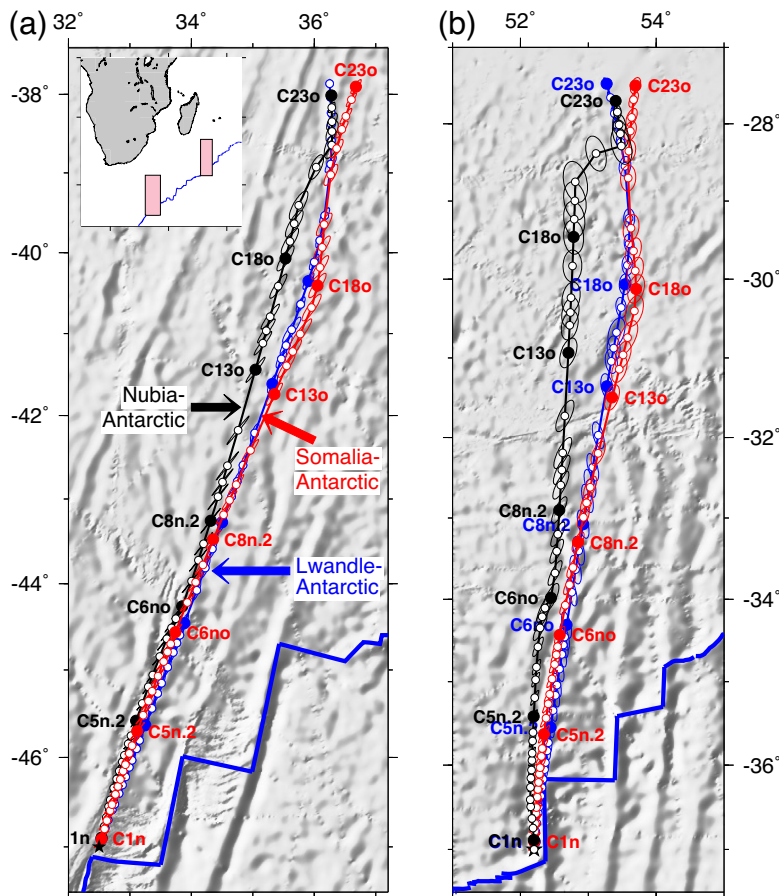 (a)
32° 33° 34° 35° 36°
C23o
C23o
-38°
-40°
C18o
C18o
C13o
C13o
-42°
Nubia-
Antarctic
Somalia-
Antarctic
C8n.2
C8n.2
Lwandle-
Antarctic
-44°
C6no
C6no
C5n.2
C5n.2
-46°
1n
C1n
(b)
52° 54°
C23o
C23o
C23o
-28°
C18o
C18o
C18o
-30°
C13o
C13o
C13o
-32°
C8n.2
C8n.2
C8n.2
-34°
C6no
C6no
C6no
C5n.2
C5n.
C5n.2
-36°
C1n
C1n